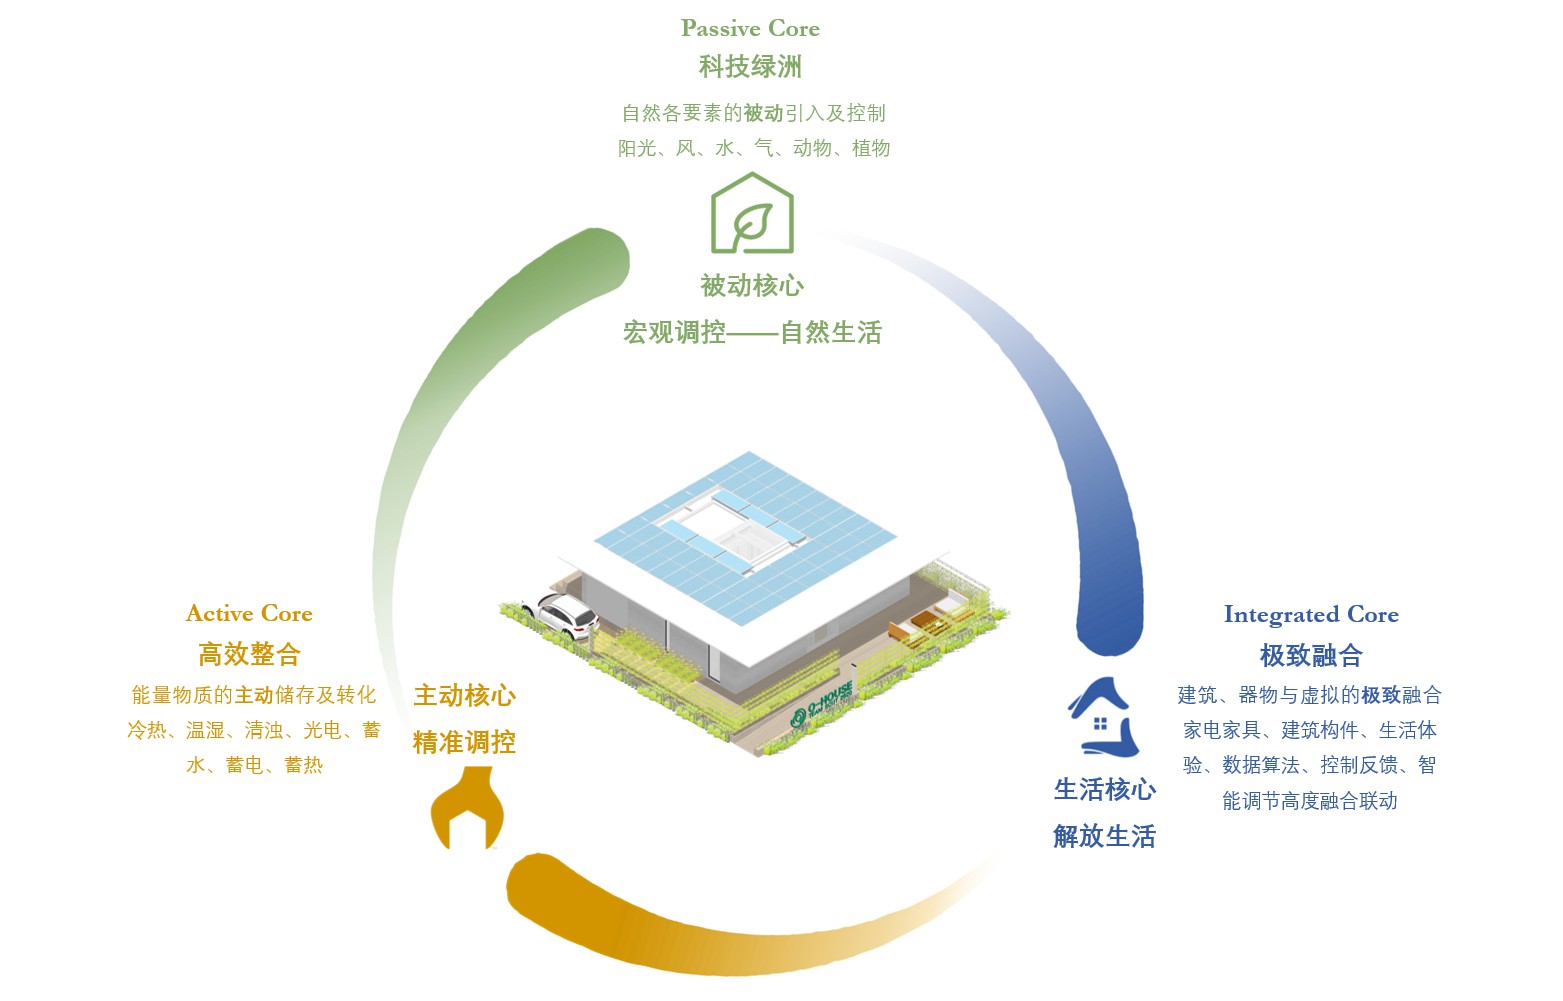 Passive Core
科技绿洲
自然各要素的被动引入及控制
阳光、风、水、气、动物、植物
被动核心
宏观调控——自然生活
Active Core
高效整合
能量物质的主动储存及转化
冷热、温湿、清浊、光电、蓄
水、蓄电、蓄热
主动核心
精准调控
O-HOUSE
Integrated Core
极致融合
建筑、器物与虚拟的极致融合
家电家具、建筑构件、生活体
验、数据算法、控制反馈、智
能调节高度融合联动
生活核心
解放生活